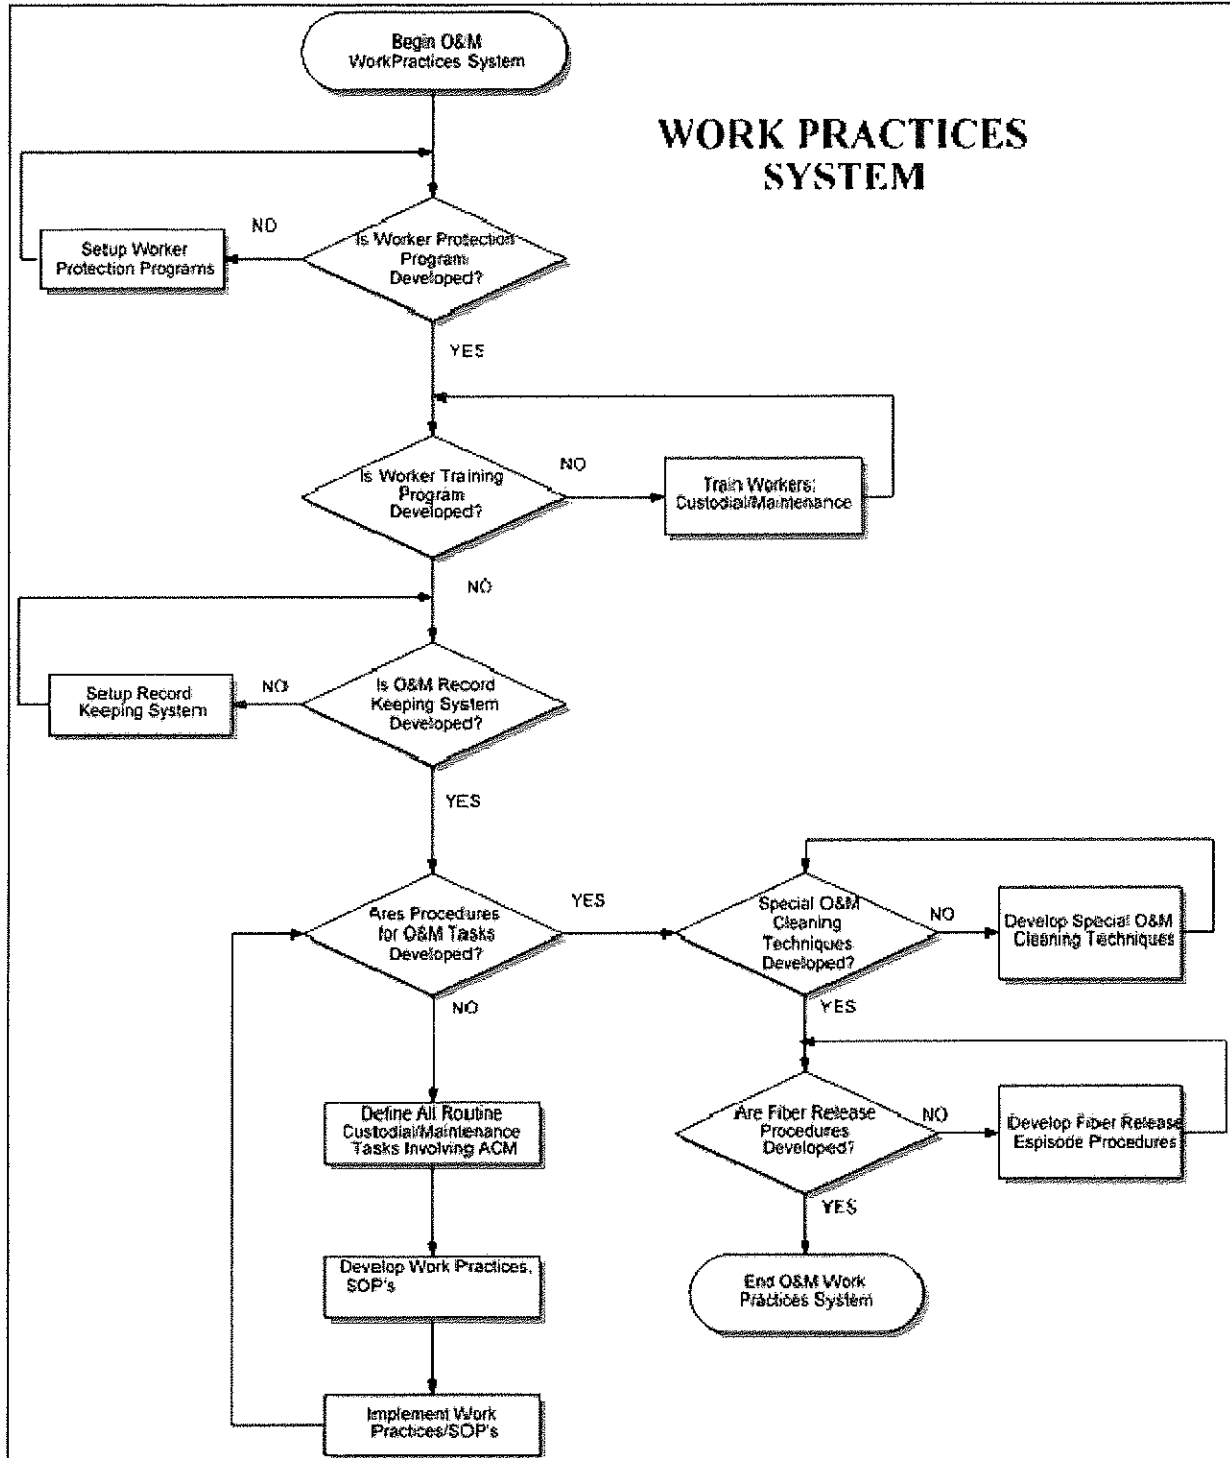 Begin O&M
WorkPractices System
WORK PRACTICES
SYSTEM
NO
Setup Worker
Protection Programs
Is Worker Protection
Program
Developed?
YES
Is Worker Training
Program
Developed?
NO
Train Workers:
Custodial/Maintenance
NO
Setup Record
Keeping System
NO
Is O&M Record
Keeping System
Developed?
YES
Ares Procedures
for O&M Tasks
Developed?
YES
Special O&M
Cleaning
Techniques
Developed?
NO
Develop Special O&M
Cleaning Techniques
NO
YES
Define All Routine
Custodial/Maintenance
Tasks Involving ACM
Are Fiber Release
Procedures
Developed?
NO
Develop Fiber Release
Espisode Procedures
YES
Develop Work Practices,
SOP's
End O&M Work
Practices System
Implement Work
Practices/SOP's